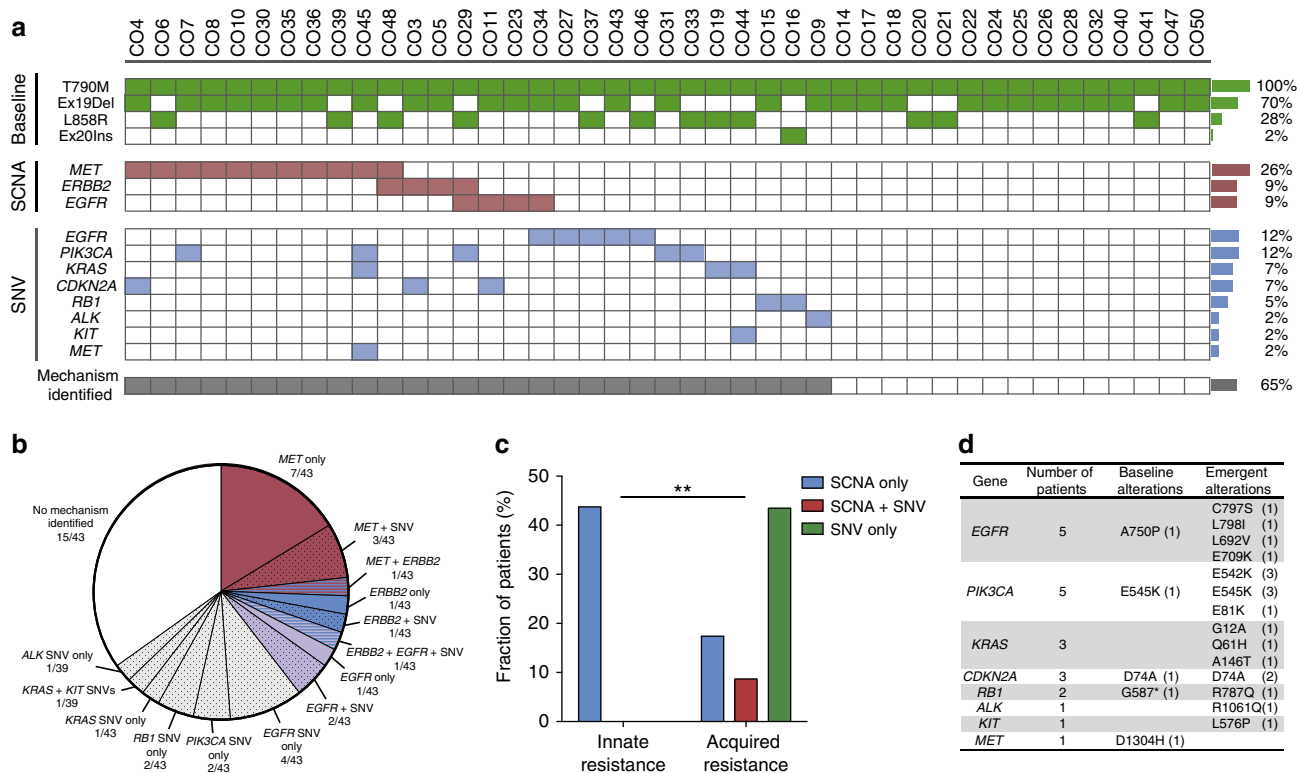 a
CO4 CO6 CO7 CO8 CO10 CO30 CO35 CO36 CO39 CO45 CO48 CO3 CO5 CO29 CO11 CO23 CO34 CO27 CO37 CO43 CO46 CO31 CO33 CO19 CO44 CO15 CO16 CO9 CO14 CO17 CO18 CO20 CO21 CO22 CO24 CO25 CO26 CO28 CO32 CO40 CO41 CO47 CO50
Baseline
T790M 100%
Ex19Del 70%
L858R 28%
Ex20Ins 2%
SCNA
MET 26%
ERBB2 9%
EGFR 9%
SNV
EGFR 12%
PIK3CA 12%
KRAS 7%
CDKN2A 7%
RB1 5%
ALK 2%
KIT 2%
MET 2%
Mechanism
identified
65%
b
MET only
7/43
MET + SNV
3/43
MET + ERBB2
1/43
ERBB2 only
1/43
ERBB2 + SNV
1/43
ERBB2 + EGFR + SNV
1/43
EGFR only
1/43
EGFR + SNV
2/43
EGFR SNV
only
4/43
PIK3CA SNV
only
2/43
RB1 SNV
only
2/43
KRAS SNV only
1/43
KRAS + KIT SNVs
1/39
ALK SNV only
1/39
No mechanism
identified
15/43
c
Fraction of patients (%)
50
40
30
20
10
0
**
Innate
resistance
Acquired
resistance
SCNA only
SCNA + SNV
SNV only
d
Gene Number of patients Baseline alterations Emergent alterations
EGFR 5 A750P (1) C797S (1)
L798I (1)
L692V (1)
E709K (1)
PIK3CA 5 E545K (1) E542K (3)
E545K (3)
E81K (1)
KRAS 3 G12A (1)
Q61H (1)
A146T (1)
CDKN2A 3 D74A (1) D74A (2)
RB1 2 G587* (1) R787Q (1)
ALK 1 R1061Q(1)
KIT 1 L576P (1)
MET 1 D1304H (1)